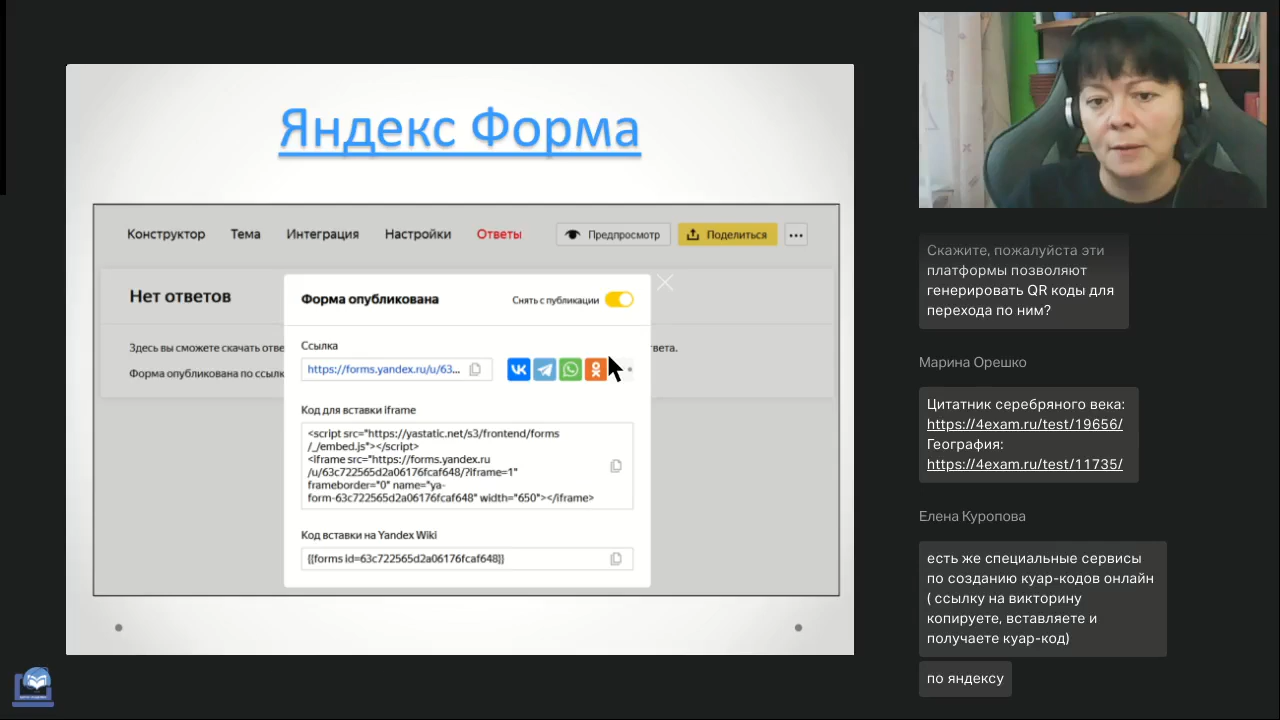 Яндекс Форма
Конструктор Тема Интеграция Настройки Ответы Предпросмотр Поделиться
Нет ответов
Здесь вы сможете скачать отве
вета.
Форма опубликована по ссылк
Форма опубликована
Снять с публикации
Ссылка
https://forms.yandex.ru/u/63...
Код для вставки iframe
<script src="https://yastatic.net/s3/frontend/forms
/_/embed.js"></script>
<iframe src="https://forms.yandex.ru
/u/63c722565d2a06176fcaf648/?iframe=1"
frameborder="0" name="ya-
form-63c722565d2a06176fcaf648" width="650"></iframe>
Код вставки на Yandex Wiki
{{forms id=63c722565d2a06176fcaf648}}
Скажите, пожалуйста эти
платформы позволяют
генерировать QR коды для
перехода по ним?
Марина Орешко
Цитатник серебряного века:
https://4exam.ru/test/19656/
География:
https://4exam.ru/test/11735/
Елена Куропова
есть же специальные сервисы
по созданию куар-кодов онлайн
( ссылку на викторину
копируете, вставляете и
получаете куар-код)
по яндексу